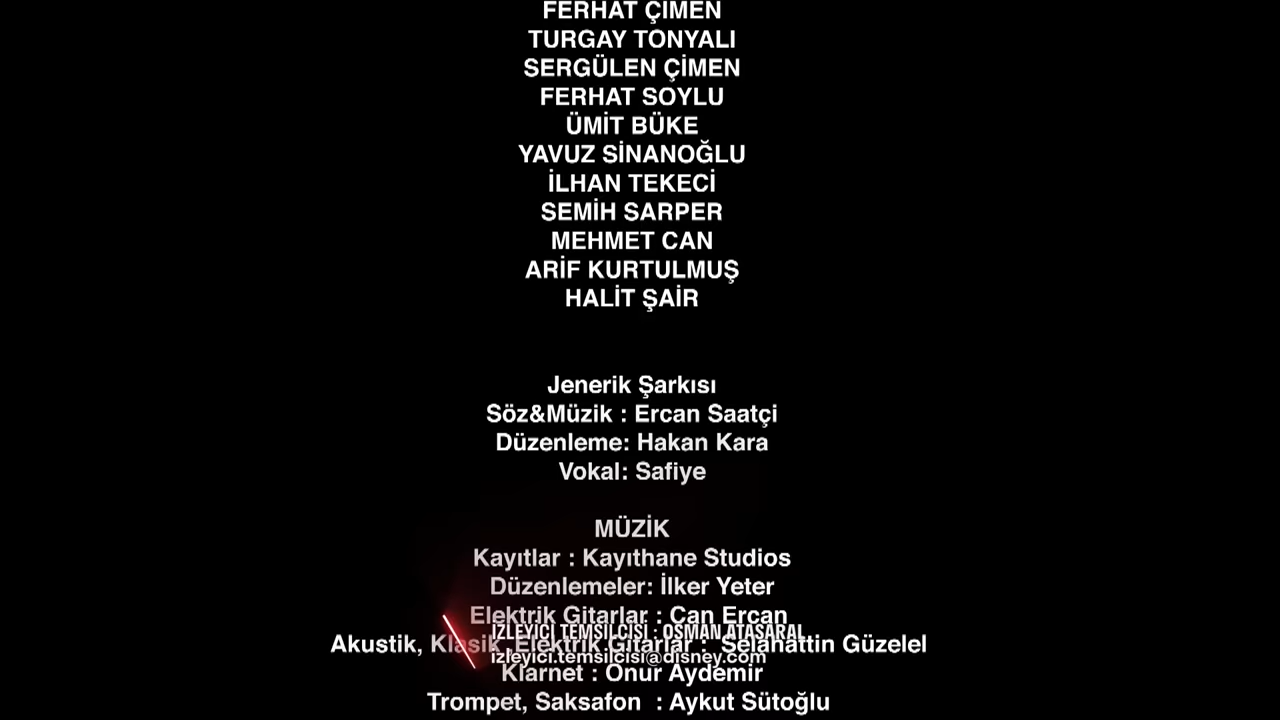 FERHAT ÇİMEN
TURGAY TONYALI
SERGÜLEN ÇİMEN
FERHAT SOYLU
ÜMİT BÜKE
YAVUZ SİNANOĞLU
İLHAN TEKECİ
SEMİH SARPER
MEHMET CAN
ARİF KURTULMUŞ
HALİT ŞAİR
Jenerik Şarkısı
Söz&Müzik : Ercan Saatçi
Düzenleme: Hakan Kara
Vokal: Safiye
MÜZİK
Kayıtlar : Kayıthane Studios
Düzenlemeler: İlker Yeter
Elektrik Gitarlar : Can Ercan
İZLEYİCİ TEMSİLCİSİ : OSMAN ATASARAL
Akustik, Klasik ,Elektrik Gitarlar : Selahattin Güzelel
izleyici.temsilcisi@disney.com
Klarnet : Onur Aydemir
Trompet, Saksafon : Aykut Sütoğlu